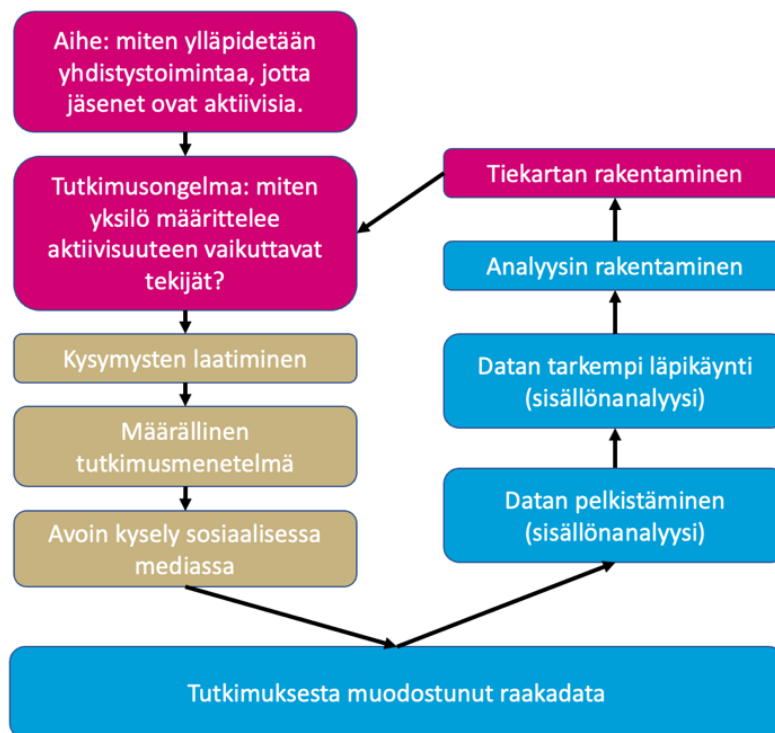 Aihe: miten ylläpidetään
yhdistystoimintaa, jotta
jäsenet ovat aktiivisia.
Tutkimusongelma: miten
yksilö määrittelee
aktiivisuuteen vaikuttavat
tekijät?
Kysymysten laatiminen
Määrällinen
tutkimusmenetelmä
Avoin kysely sosiaalisessa
mediassa
Tutkimuksesta muodostunut raakadata
Datan pelkistäminen
(sisällönanalyysi)
Datan tarkempi läpikäynti
(sisällönanalyysi)
Analyysin rakentaminen
Tiekartan rakentaminen